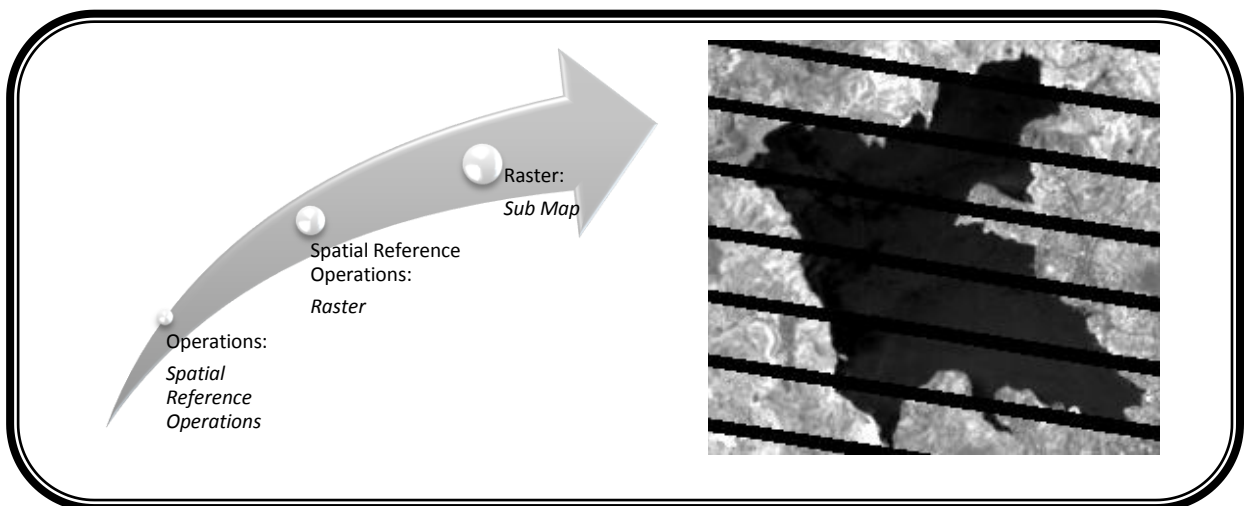 Operations:
Spatial
Reference
Operations
Spatial Reference
Operations:
Raster
Raster:
Sub Map